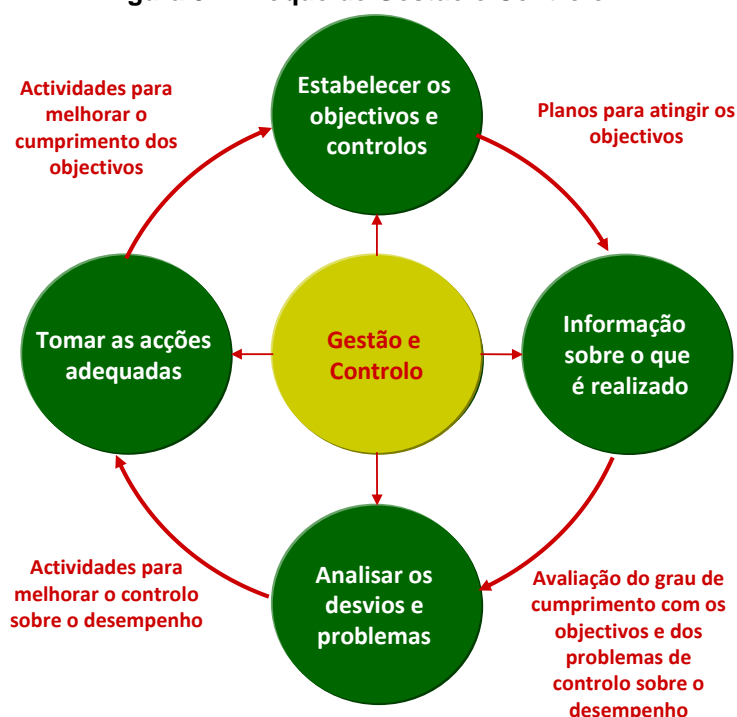 Estabelecer os
objectivos e
controlos
Actividades para
melhorar o
cumprimento dos
objectivos
Planos para atingir os
objectivos
Tomar as acções
adequadas
Gestão e
Controlo
Informação
sobre o que
é realizado
Analisar os
desvios e
problemas
Actividades para
melhorar o controlo
sobre o desempenho
Avaliação do grau de
cumprimento com os
objectivos e dos
problemas de
controlo sobre o
desempenho